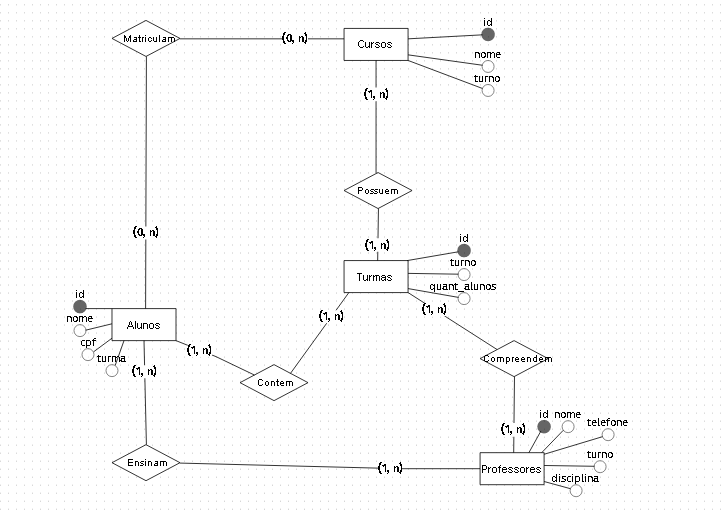 id
Matriculam
(0, n)
Cursos
nome
turno
(1, n)
Possuem
(0, n)
(1, n)
id
turno
Turmas
quant_alunos
id
nome
Alunos
(1, n)
(1, n)
cpf
turma
(1, n)
(1, n)
Compreendem
Contem
id
nome
telefone
(1, n)
turno
Ensinam
(1, n)
Professores
disciplina